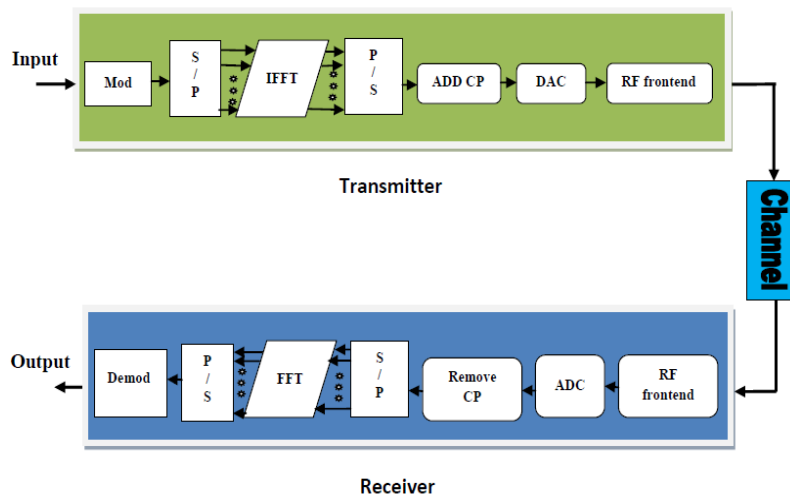 Input
Mod
S
/
P
IFFT
P
/
S
ADD CP
DAC
RF frontend
Transmitter
Channel
Output
Demod
P
/
S
FFT
S
/
P
Remove
CP
ADC
RF
frontend
Receiver